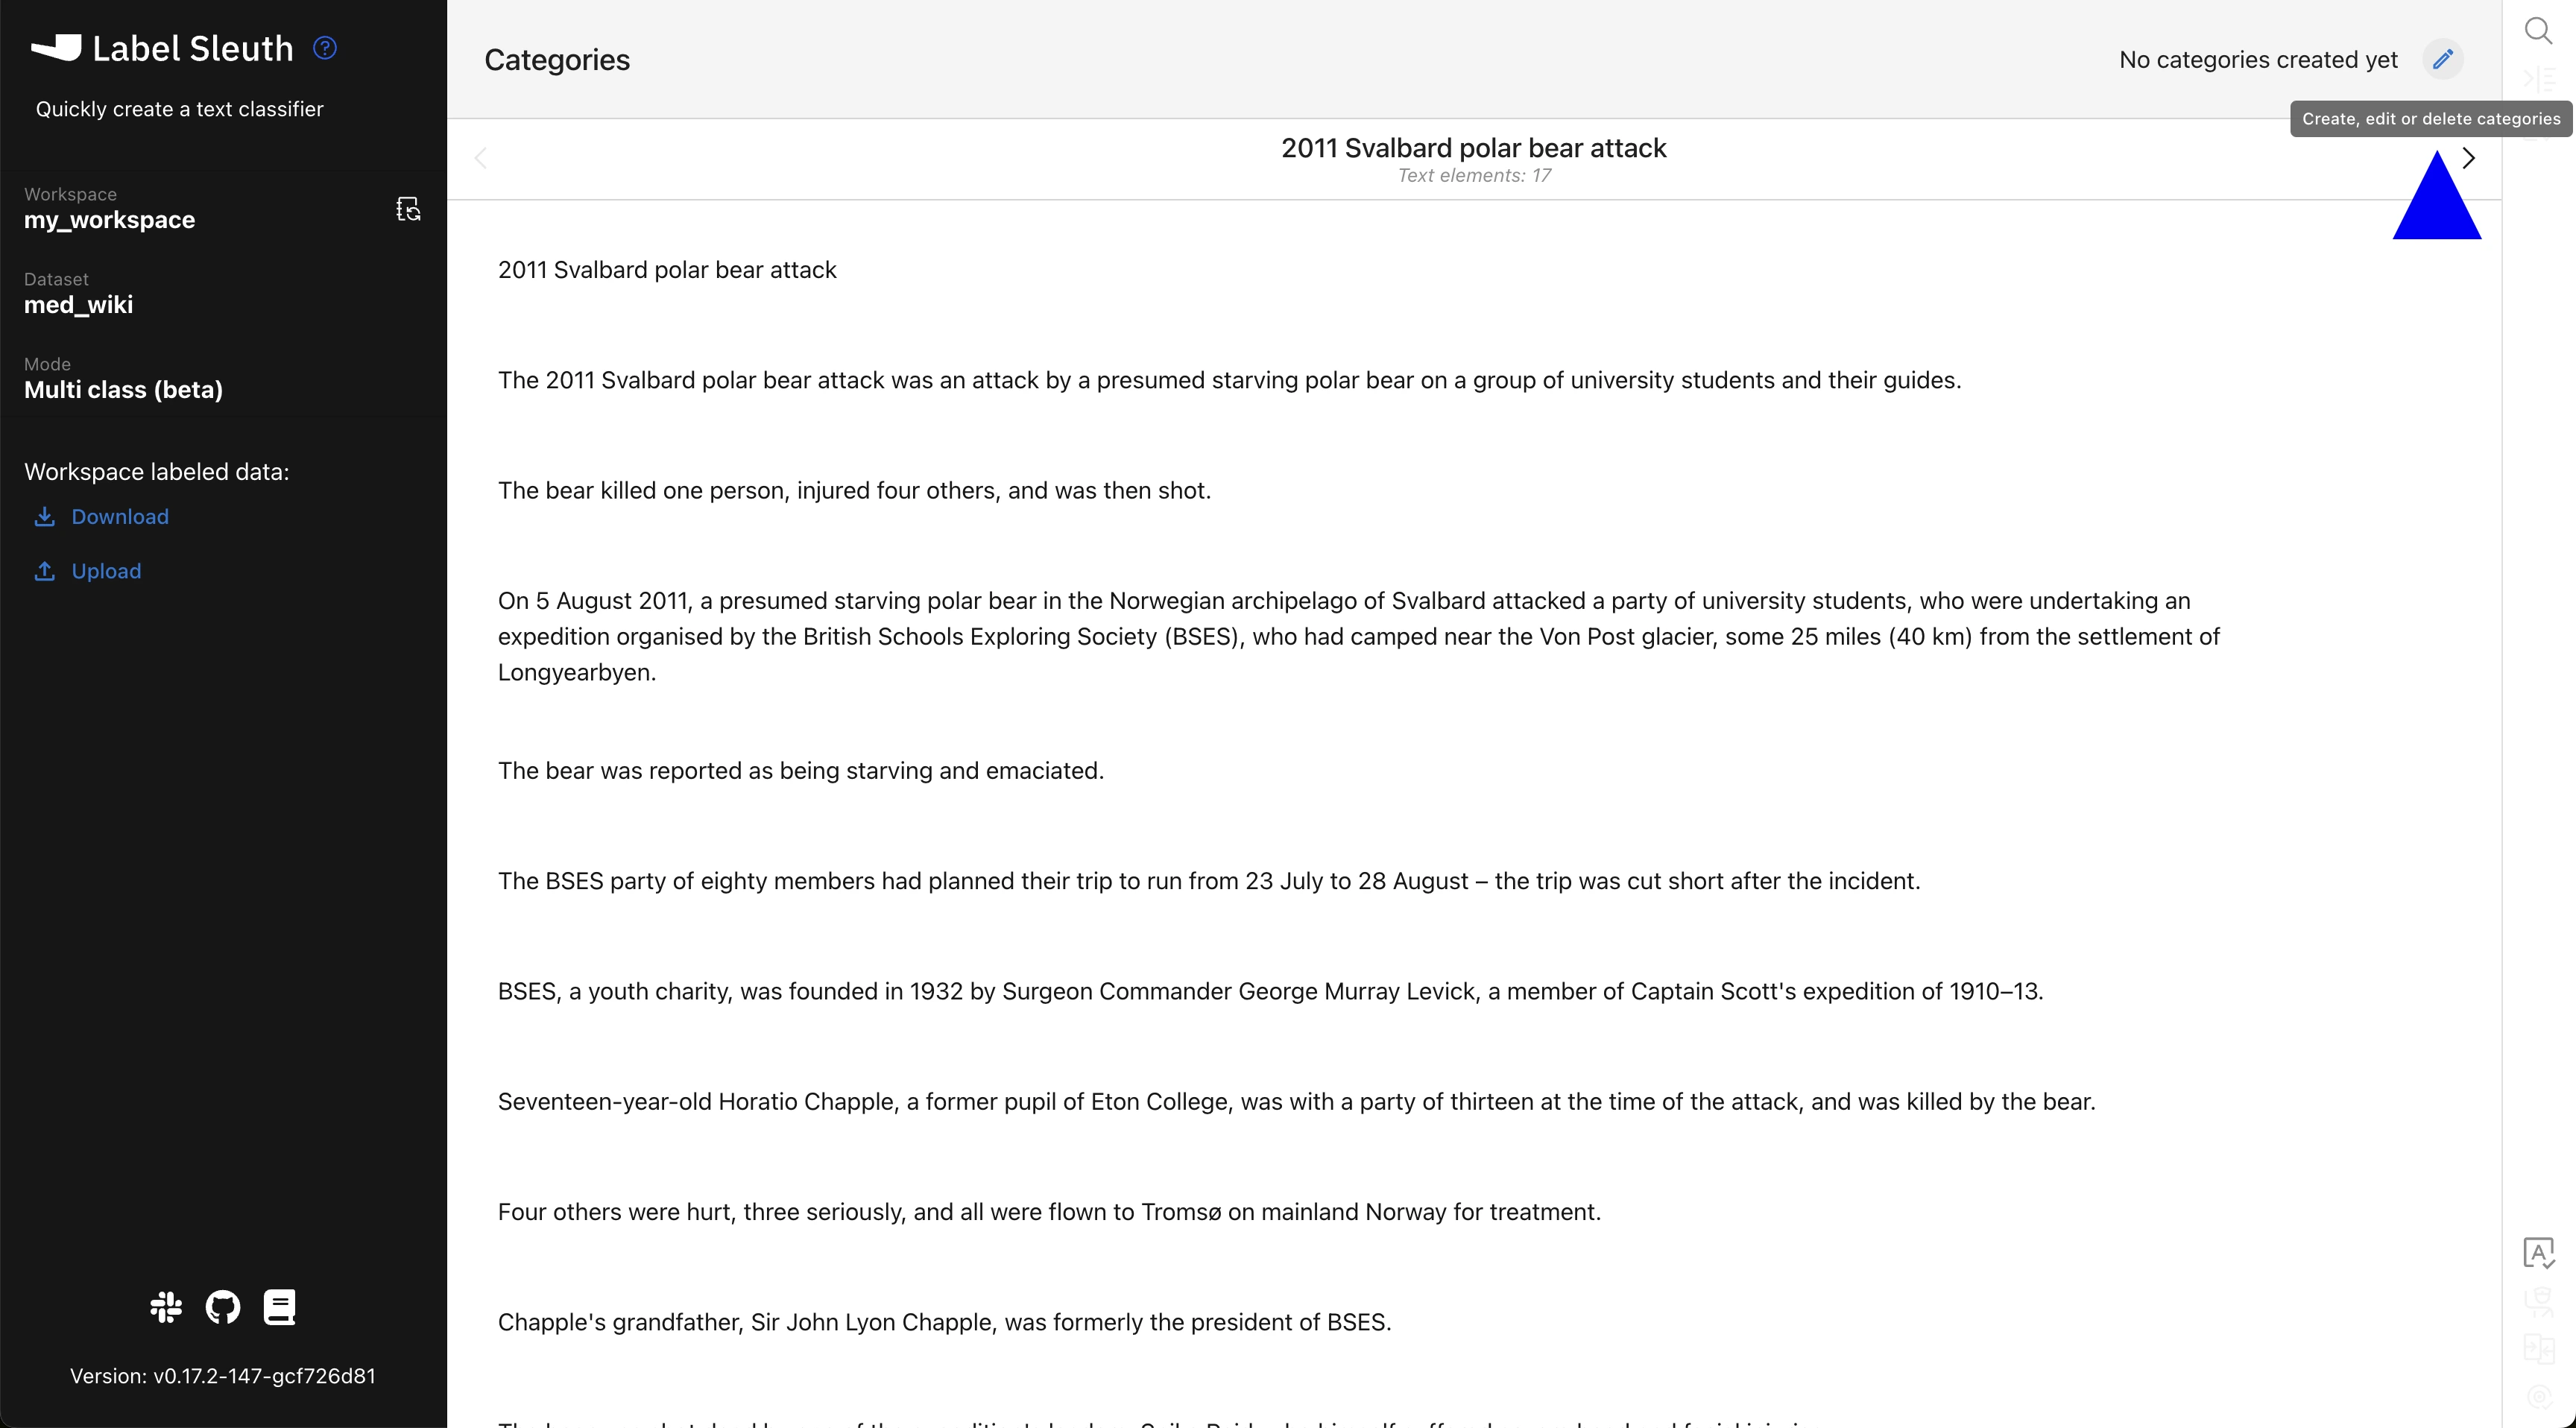 Label Sleuth
Quickly create a text classifier
Workspace
my_workspace
Dataset
med_wiki
Mode
Multi class (beta)
Workspace labeled data:
Download
Upload
Version: v0.17.2-147-gcf726d81
Categories
No categories created yet
Create, edit or delete categories
2011 Svalbard polar bear attack
Text elements: 17
2011 Svalbard polar bear attack
The 2011 Svalbard polar bear attack was an attack by a presumed starving polar bear on a group of university students and their guides.
The bear killed one person, injured four others, and was then shot.
On 5 August 2011, a presumed starving polar bear in the Norwegian archipelago of Svalbard attacked a party of university students, who were undertaking an
expedition organised by the British Schools Exploring Society (BSES), who had camped near the Von Post glacier, some 25 miles (40 km) from the settlement of
Longyearbyen.
The bear was reported as being starving and emaciated.
The BSES party of eighty members had planned their trip to run from 23 July to 28 August – the trip was cut short after the incident.
BSES, a youth charity, was founded in 1932 by Surgeon Commander George Murray Levick, a member of Captain Scott's expedition of 1910–13.
Seventeen-year-old Horatio Chapple, a former pupil of Eton College, was with a party of thirteen at the time of the attack, and was killed by the bear.
Four others were hurt, three seriously, and all were flown to Tromsø on mainland Norway for treatment.
Chapple's grandfather, Sir John Lyon Chapple, was formerly the president of BSES.